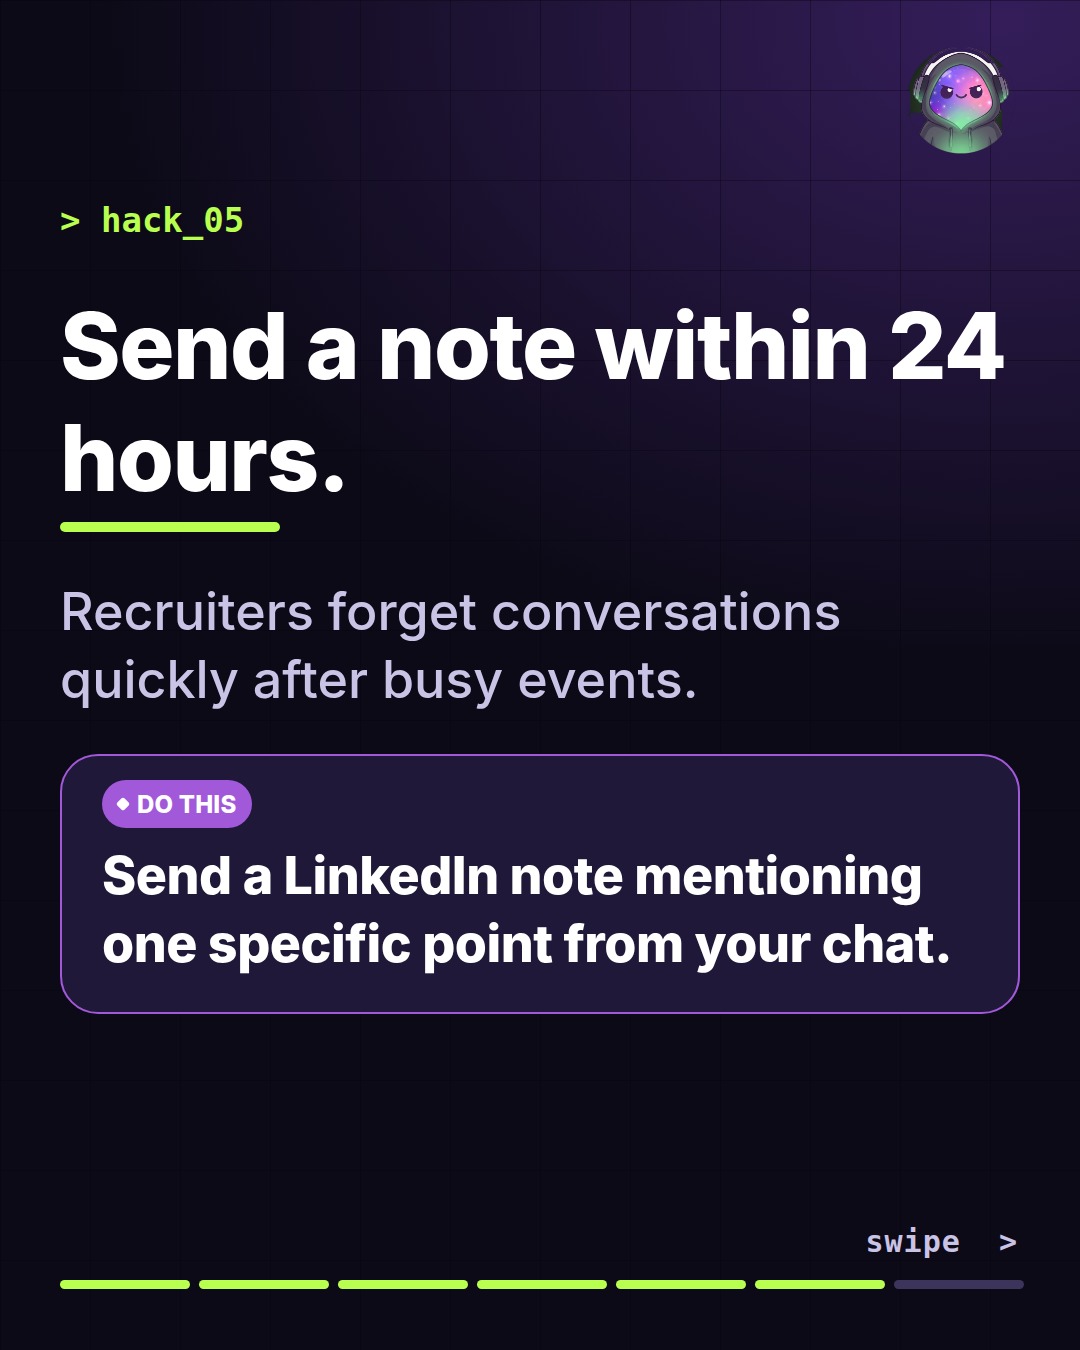 > hack_05
Send a note within 24
hours.
Recruiters forget conversations
quickly after busy events.
DO THIS
Send a LinkedIn note mentioning
one specific point from your chat.
swipe >